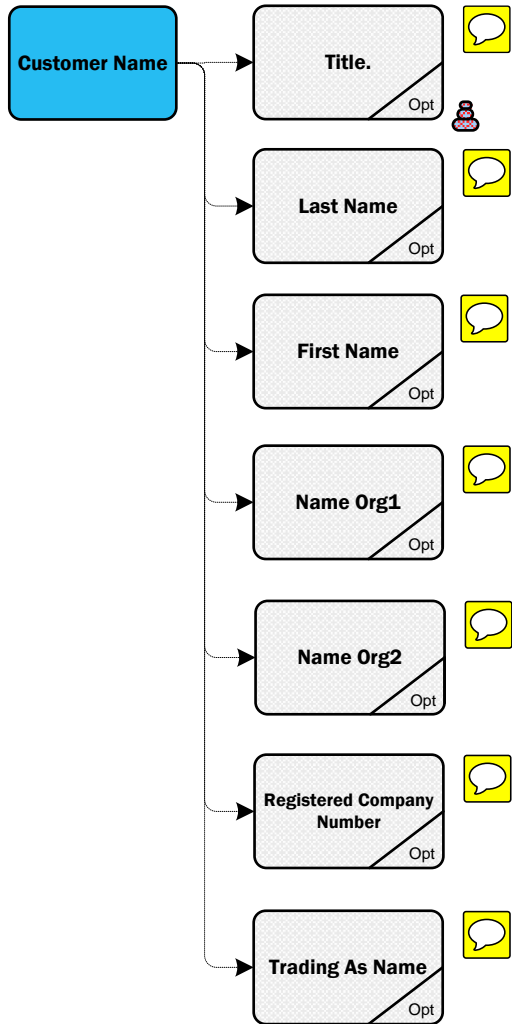 Customer Name
Title.
Opt
Last Name
Opt
First Name
Opt
Name Org1
Opt
Name Org2
Opt
Registered Company
Number
Opt
Trading As Name
Opt